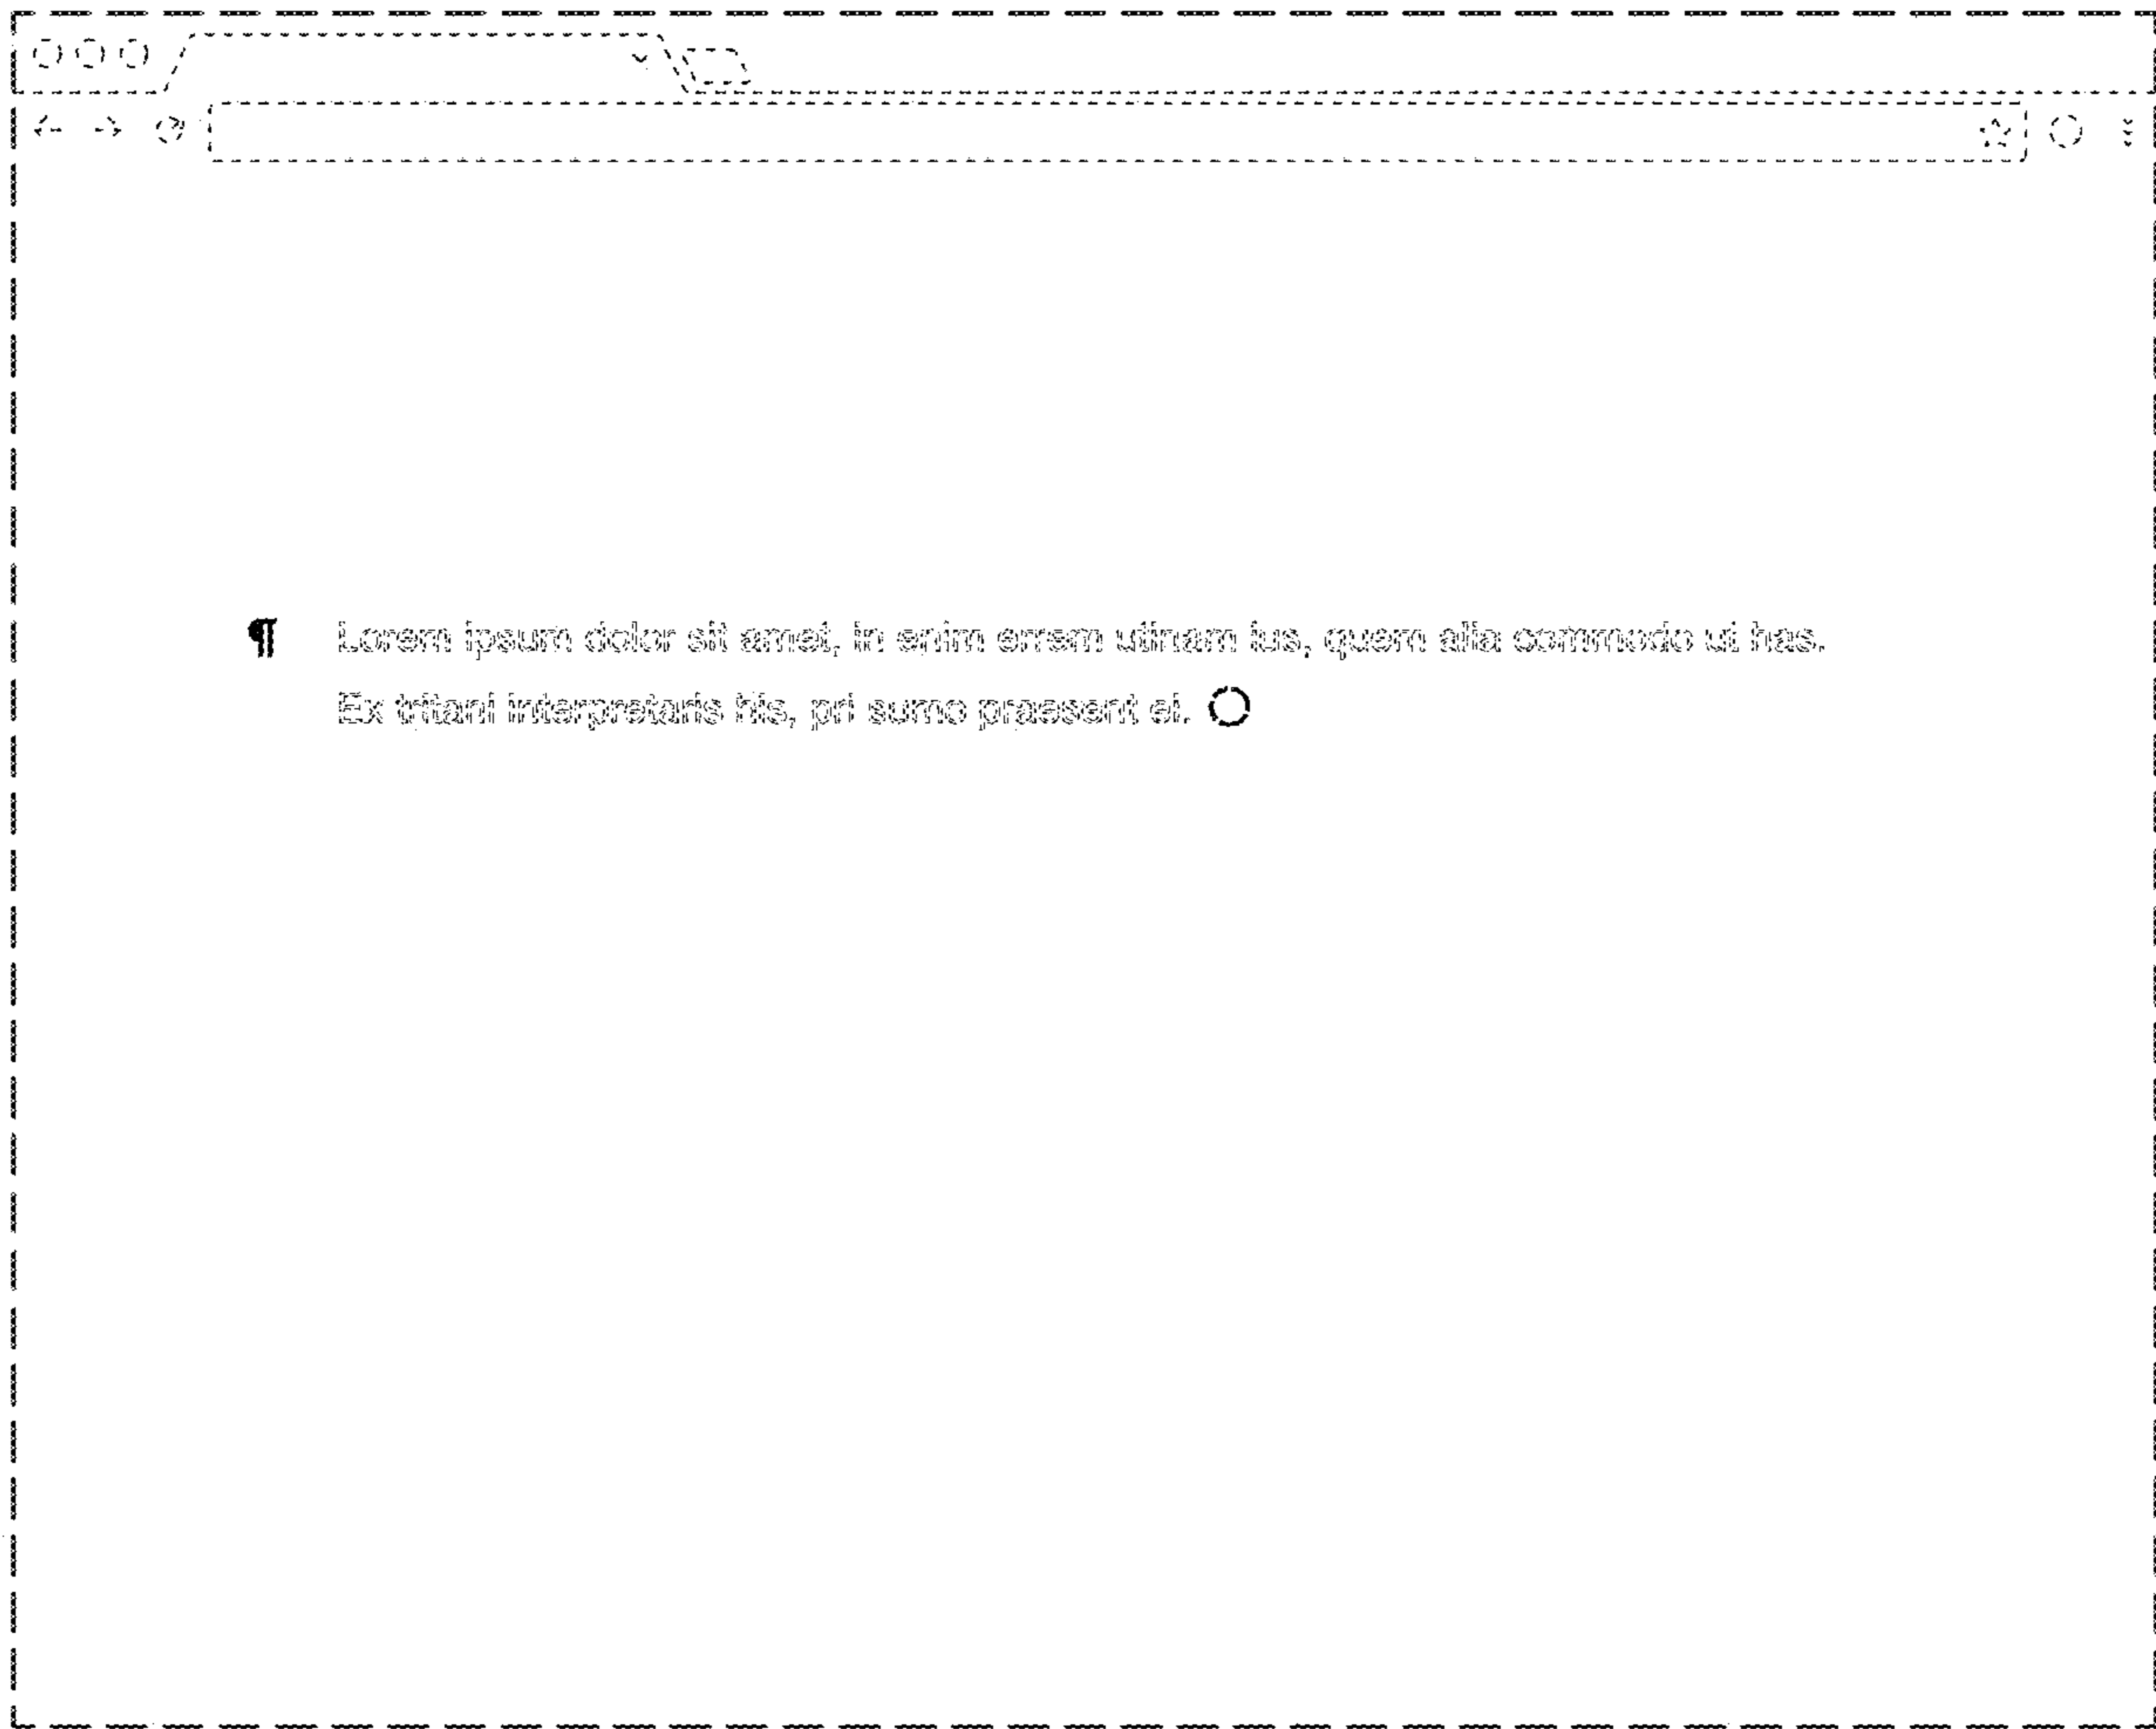 ¶ Lorem ipsum dolor sit amet, in enim errem utinam ius, quem alia commodo ut has.
Ex tritani interpretaris his, pri sumo praesent ei.